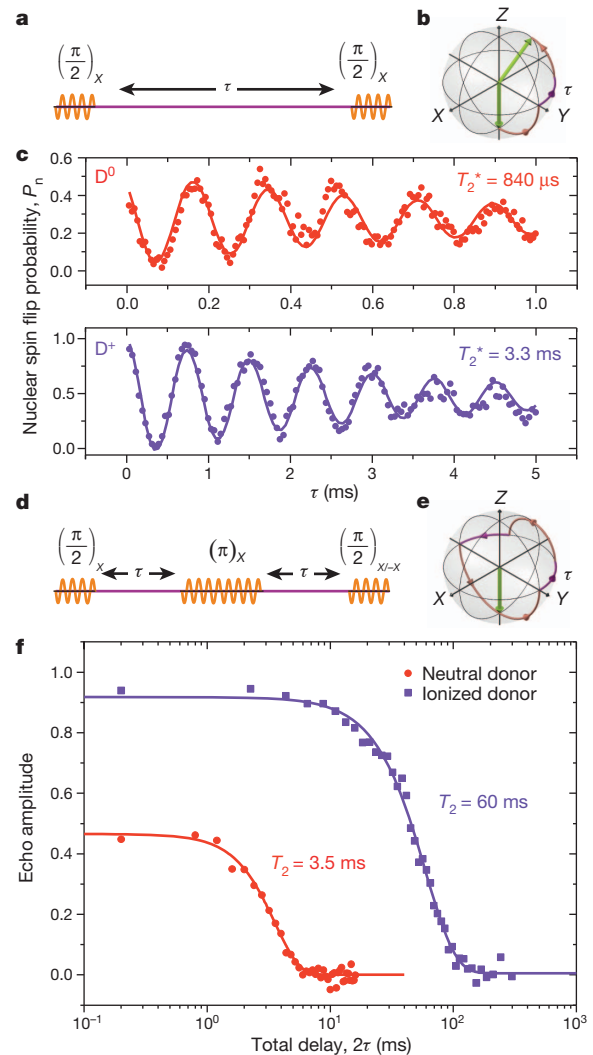 a
b
(π/2)X
τ
(π/2)X
Z
X
Y
τ
c
Nuclear spin flip probability, Pn
D0
T2* = 840 μs
0.6
0.4
0.2
0.0
0.0 0.2 0.4 0.6 0.8 1.0
D+
T2* = 3.3 ms
1.0
0.5
0.0
0 1 2 3 4 5
τ (ms)
d
e
(π/2)X
τ
(π)X
τ
(π/2)X/−X
Z
X
Y
τ
f
Neutral donor
Ionized donor
Echo amplitude
1.0
0.8
0.6
0.4
0.2
0.0
T2 = 60 ms
T2 = 3.5 ms
10−1 100 101 102 103
Total delay, 2τ (ms)